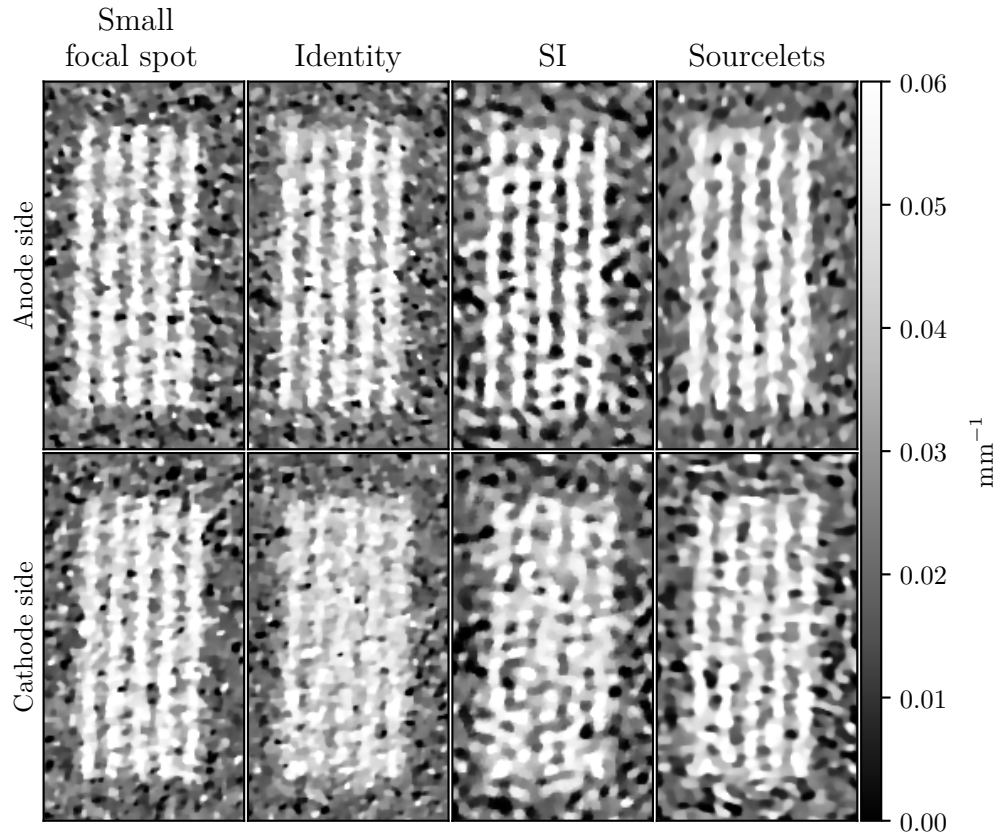 Small
focal spot
Identity
SI
Sourcelets
Anode side
Cathode side
0.06
0.05
0.04
0.03
0.02
0.01
0.00
mm⁻¹